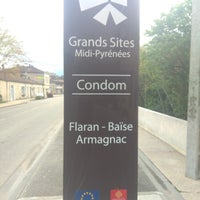 Grands Sites
Midi-Pyrénées
Condom
Flaran - Baïse
Armagnac